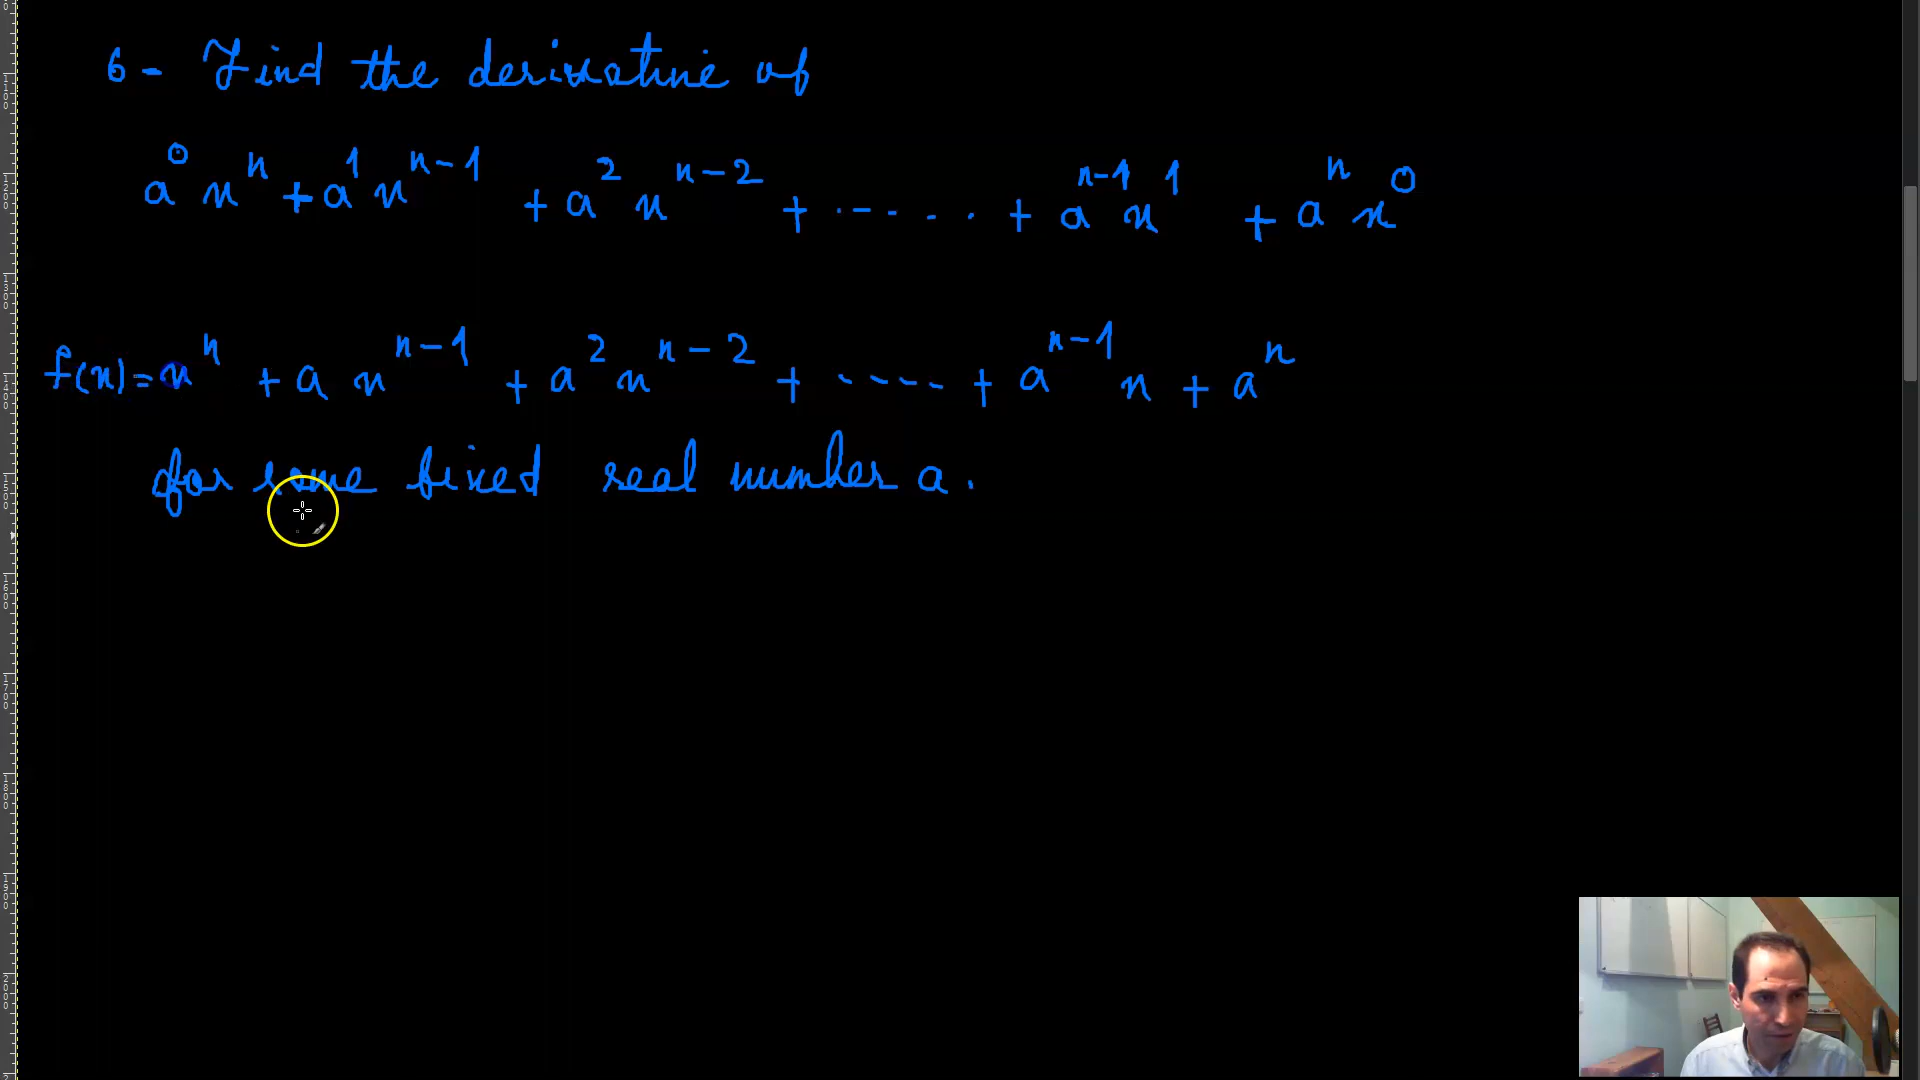 6 - Find the derivative of
a⁰ xⁿ + a¹ xⁿ⁻¹ + a² xⁿ⁻² + ...... + aⁿ⁻¹ x¹ + aⁿ x⁰
f(x) = xⁿ + a xⁿ⁻¹ + a² xⁿ⁻² + ..... + aⁿ⁻¹ x + aⁿ
for some fixed real number a.